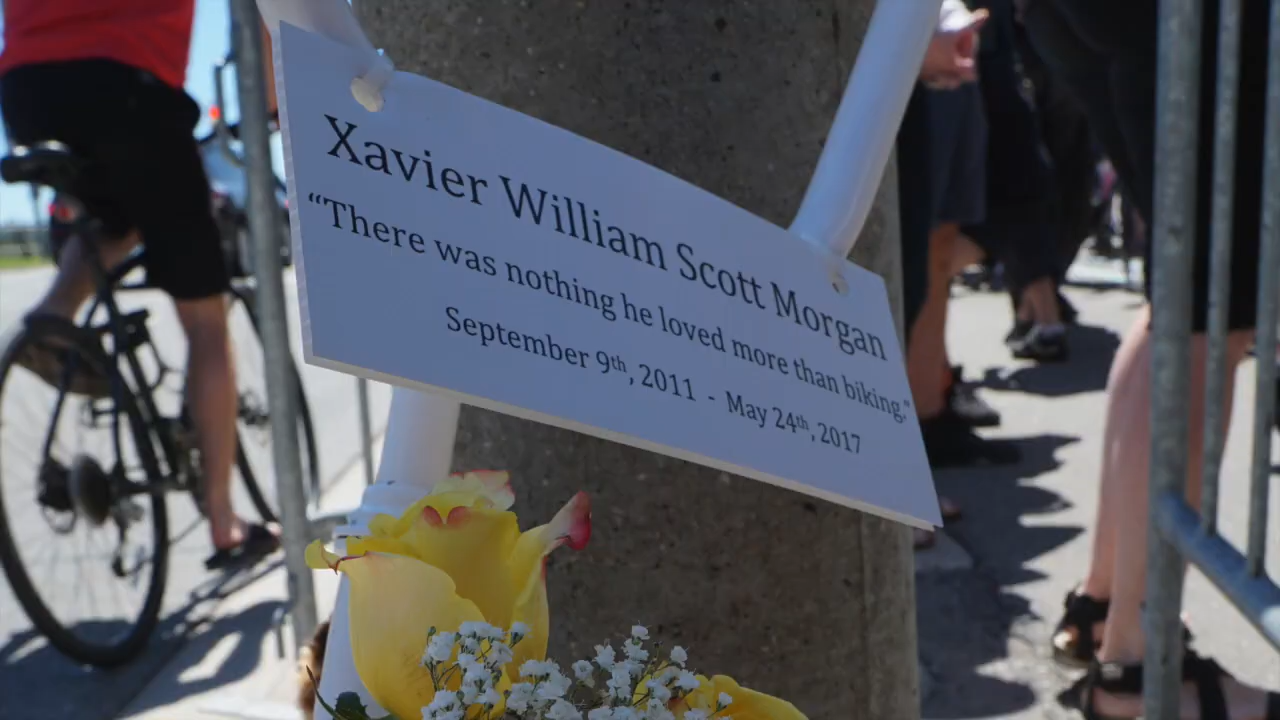 Xavier William Scott Morgan
“There was nothing he loved more than biking."
September 9th, 2011 - May 24th, 2017